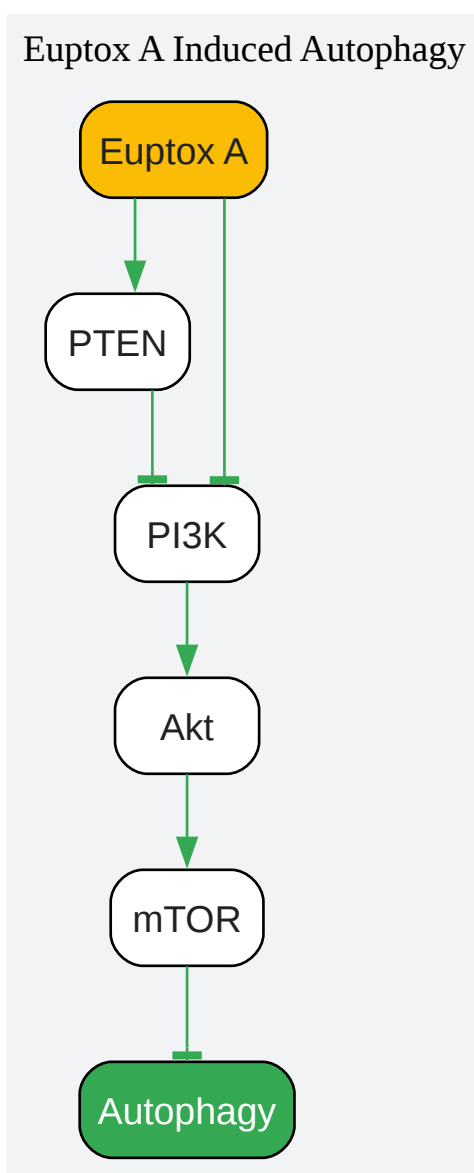 Euptox A Induced Autophagy
Euptox A
PTEN
PI3K
Akt
mTOR
Autophagy